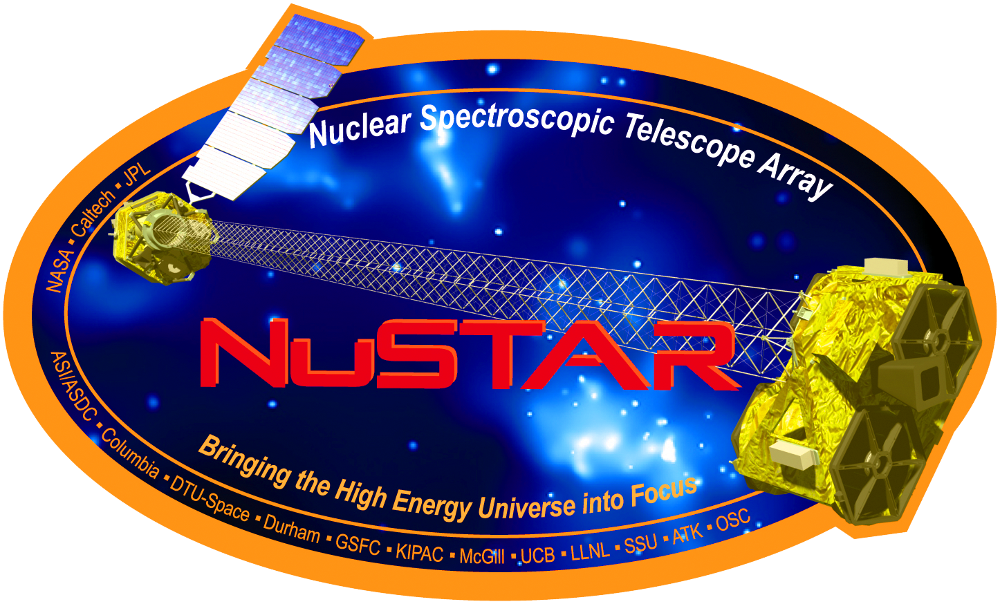 Nuclear Spectroscopic Telescope Array
NASA ▪ Caltech ▪ JPL
NuSTAR
Bringing the High Energy Universe into Focus
ASI/ASDC ▪ Columbia ▪ DTU-Space ▪ Durham ▪ GSFC ▪ KIPAC ▪ McGill ▪ UCB ▪ LLNL ▪ SSU ▪ ATK ▪ OSC